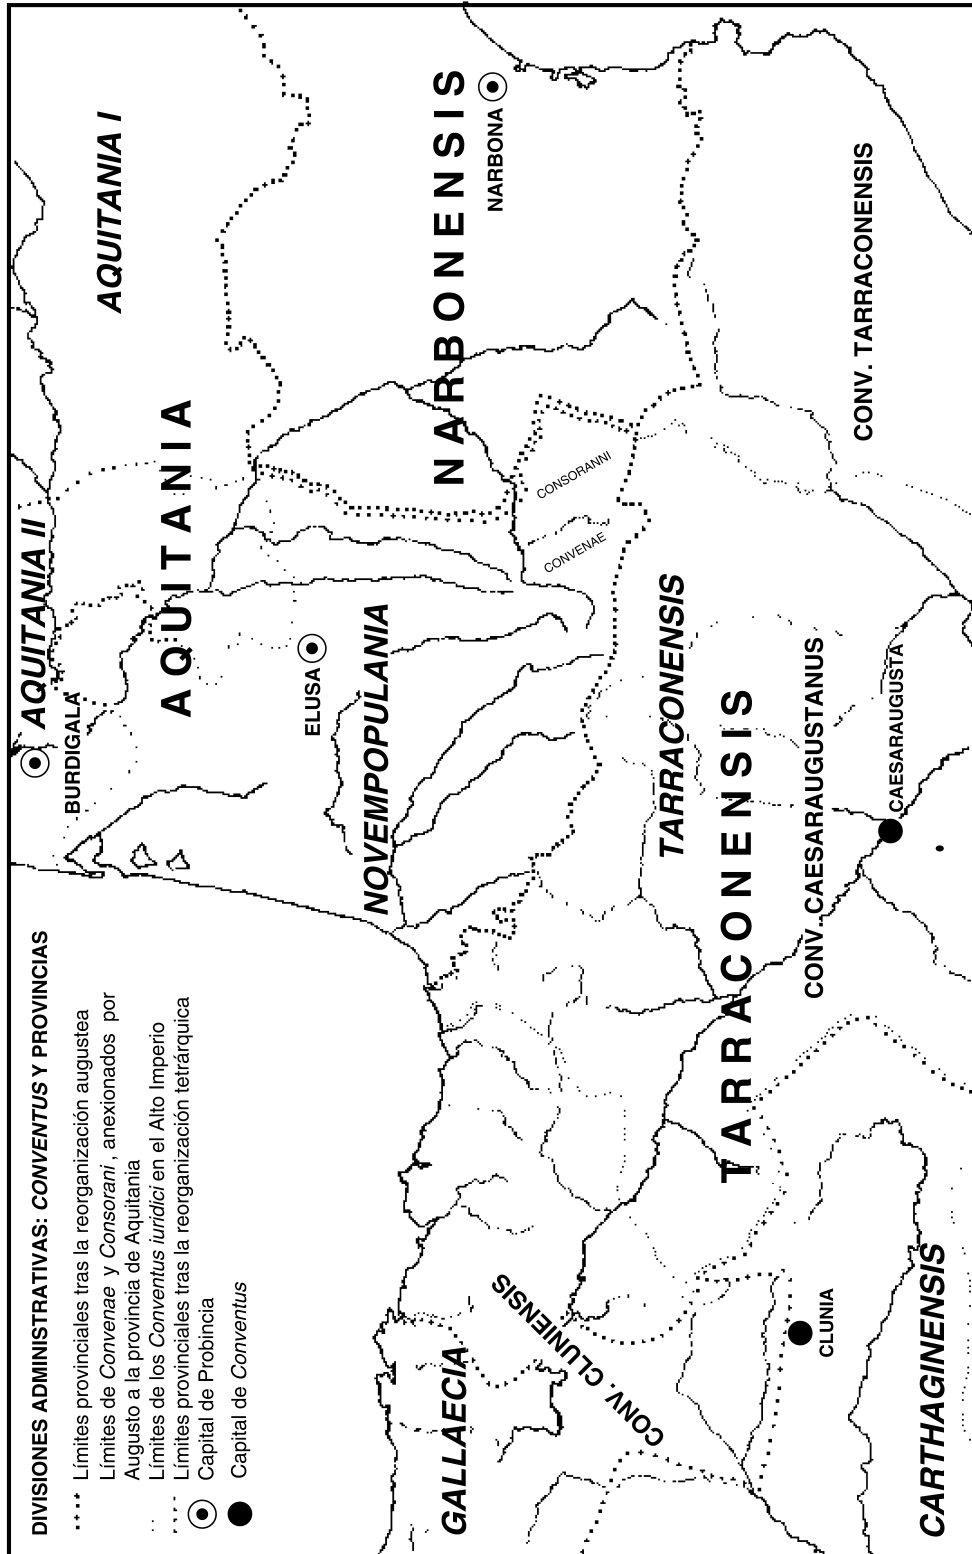 DIVISIONES ADMINISTRATIVAS: CONVENTUS Y PROVINCIAS
Límites provinciales tras la reorganización augustea
Límites de Convenae y Consorani , anexionados por
Augusto a la provincia de Aquitania
Límites de los Conventus iuridici en el Alto Imperio
Límites provinciales tras la reorganización tetrárquica
Capital de Probincia
Capital de Conventus
AQUITANIA II
BURDIGALA
AQUITANIA I
AQUITANIA
ELUSA
NOVEMPOPULANIA
NARBONENSIS
NARBONA
CONSORANNI
CONVENAE
GALLAECIA
CONV. CLUNIENSIS
TARRACONENSIS
TARRACONENSIS
CONV. CAESARAUGUSTANUS
CONV. TARRACONENSIS
CAESARAUGUSTA
CLUNIA
CARTHAGINENSIS